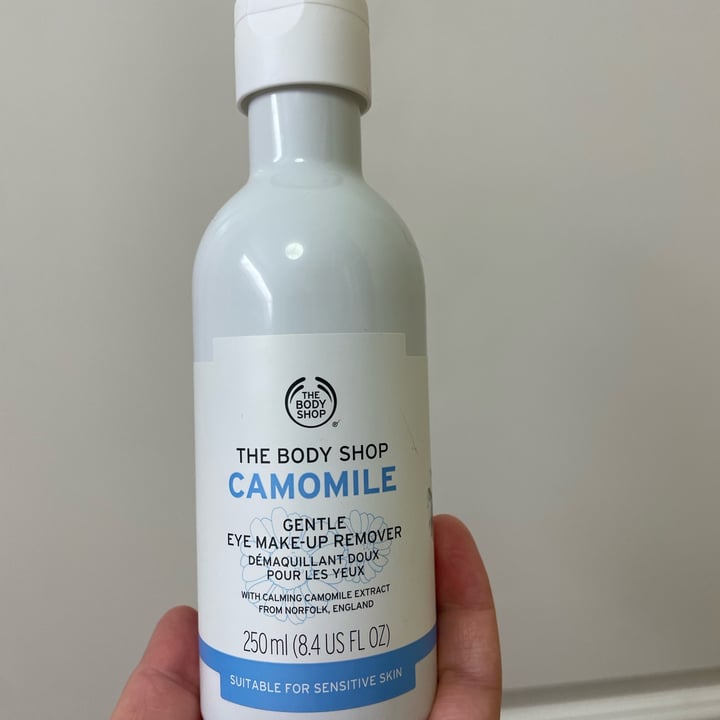 THE
BODY
SHOP
®
THE BODY SHOP
CAMOMILE
GENTLE
EYE MAKE-UP REMOVER
DÉMAQUILLANT DOUX
POUR LES YEUX
WITH CALMING CAMOMILE EXTRACT
FROM NORFOLK, ENGLAND
250ml (8.4 US FL OZ)
SUITABLE FOR SENSITIVE SKIN